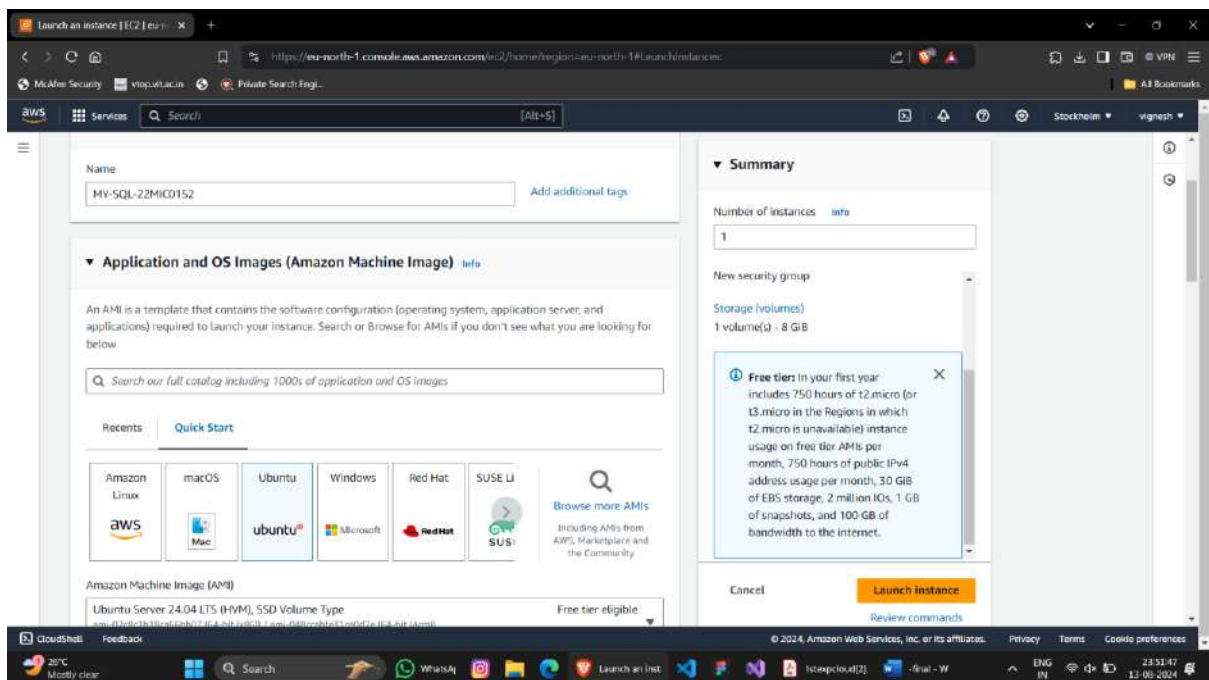 Launch an instance | EC2 | eu-n
https://eu-north-1.console.aws.amazon.com/ec2/home?region=eu-north-1#LaunchInstances:
VPN
McAfee Security
vtop.vit.ac.in
Private Search Engi...
All Bookmarks
aws
Services
Search
[Alt+S]
Stockholm
vignesh
Name
MY-SQL-22MIC0152
Add additional tags
Application and OS Images (Amazon Machine Image) Info
An AMI is a template that contains the software configuration (operating system, application server, and
applications) required to launch your instance. Search or Browse for AMIs if you don't see what you are looking for
below
Search our full catalog including 1000s of application and OS images
Recents
Quick Start
Amazon
Linux
aws
macOS
Mac
Ubuntu
ubuntu®
Windows
Microsoft
Red Hat
Red Hat
SUSE Li
SUS
Browse more AMIs
Including AMIs from
AWS, Marketplace and
the Community
Amazon Machine Image (AMI)
Ubuntu Server 24.04 LTS (HVM), SSD Volume Type
Free tier eligible
Summary
Number of instances Info
1
New security group
Storage (volumes)
1 volume(s) - 8 GiB
Free tier: In your first year
includes 750 hours of t2.micro (or
t3.micro in the Regions in which
t2.micro is unavailable) instance
usage on free tier AMIs per
month, 750 hours of public IPv4
address usage per month, 30 GiB
of EBS storage, 2 million IOs, 1 GB
of snapshots, and 100 GB of
bandwidth to the internet.
Cancel
Launch instance
Review commands
CloudShell
Feedback
© 2024, Amazon Web Services, Inc. or its affiliates.
Privacy
Terms
Cookie preferences
28°C
Mostly clear
Search
WhatsA
Launch an inst
1stexpcloud[2]
-final - W
ENG
IN
23:51:47
13-08-2024